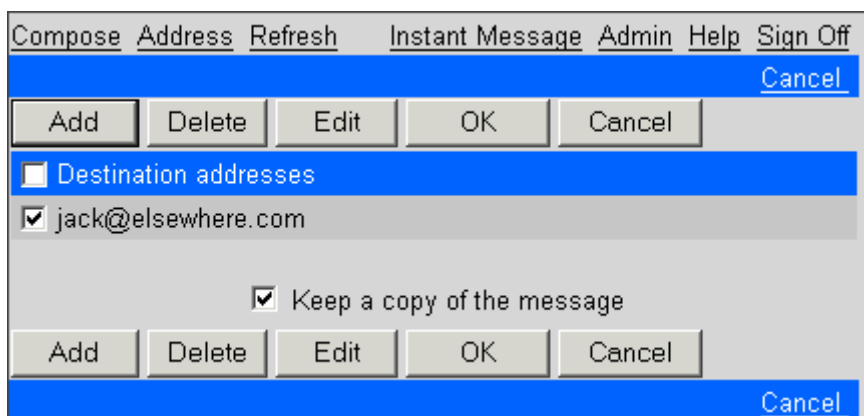 Compose Address Refresh Instant Message Admin Help Sign Off
Cancel
Add Delete Edit OK Cancel
Destination addresses
jack@elsewhere.com
Keep a copy of the message
Add Delete Edit OK Cancel
Cancel